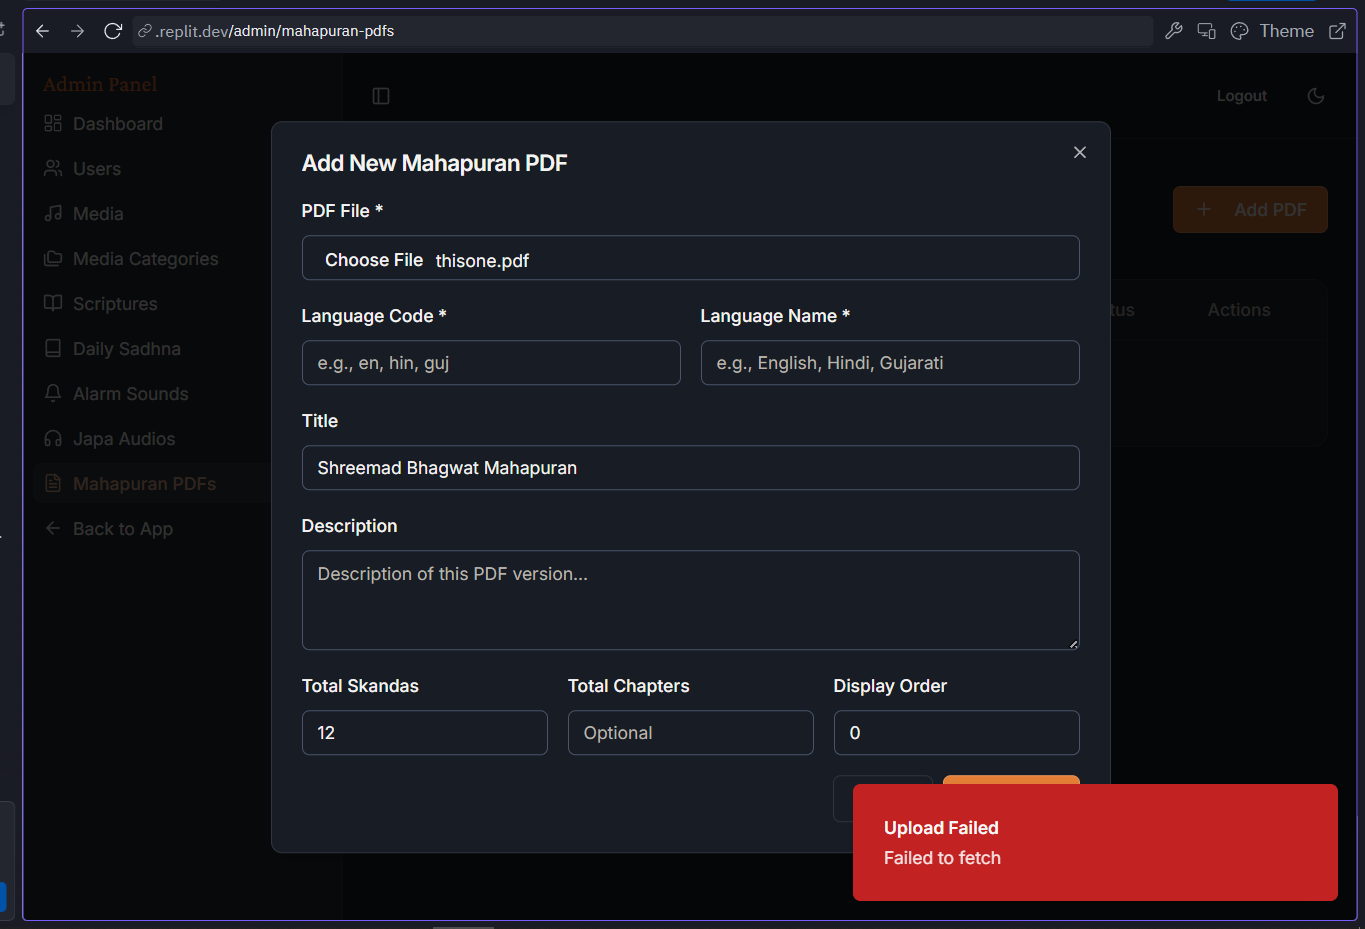 .replit.dev/admin/mahapuran-pdfs
Theme
Admin Panel
Logout
Dashboard
Users
Media
Media Categories
Scriptures
Daily Sadhna
Alarm Sounds
Japa Audios
Mahapuran PDFs
Back to App
Add PDF
tus
Actions
Add New Mahapuran PDF
PDF File *
Choose File thisone.pdf
Language Code * Language Name *
e.g., en, hin, guj e.g., English, Hindi, Gujarati
Title
Shreemad Bhagwat Mahapuran
Description
Description of this PDF version...
Total Skandas Total Chapters Display Order
12 Optional 0
Upload Failed
Failed to fetch